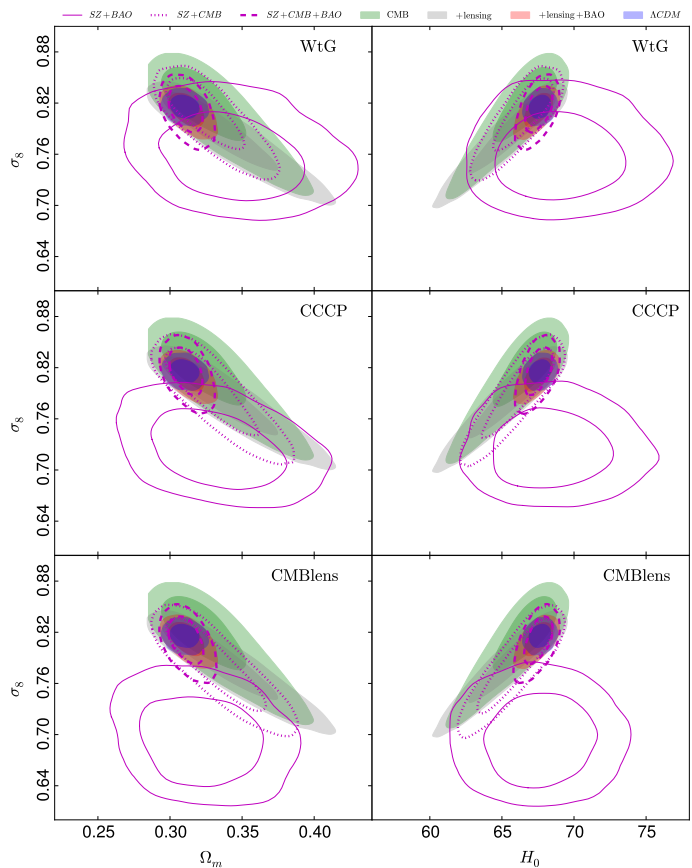 SZ+BAO SZ+CMB SZ+CMB+BAO CMB +lensing +lensing+BAO ΛCDM
WtG WtG
0.88
0.82
σ₈
0.76
0.70
0.64
CCCP CCCP
0.88
0.82
σ₈
0.76
0.70
0.64
CMBlens CMBlens
0.88
0.82
σ₈
0.76
0.70
0.64
0.25 0.30 0.35 0.40 60 65 70 75
Ωₘ H₀